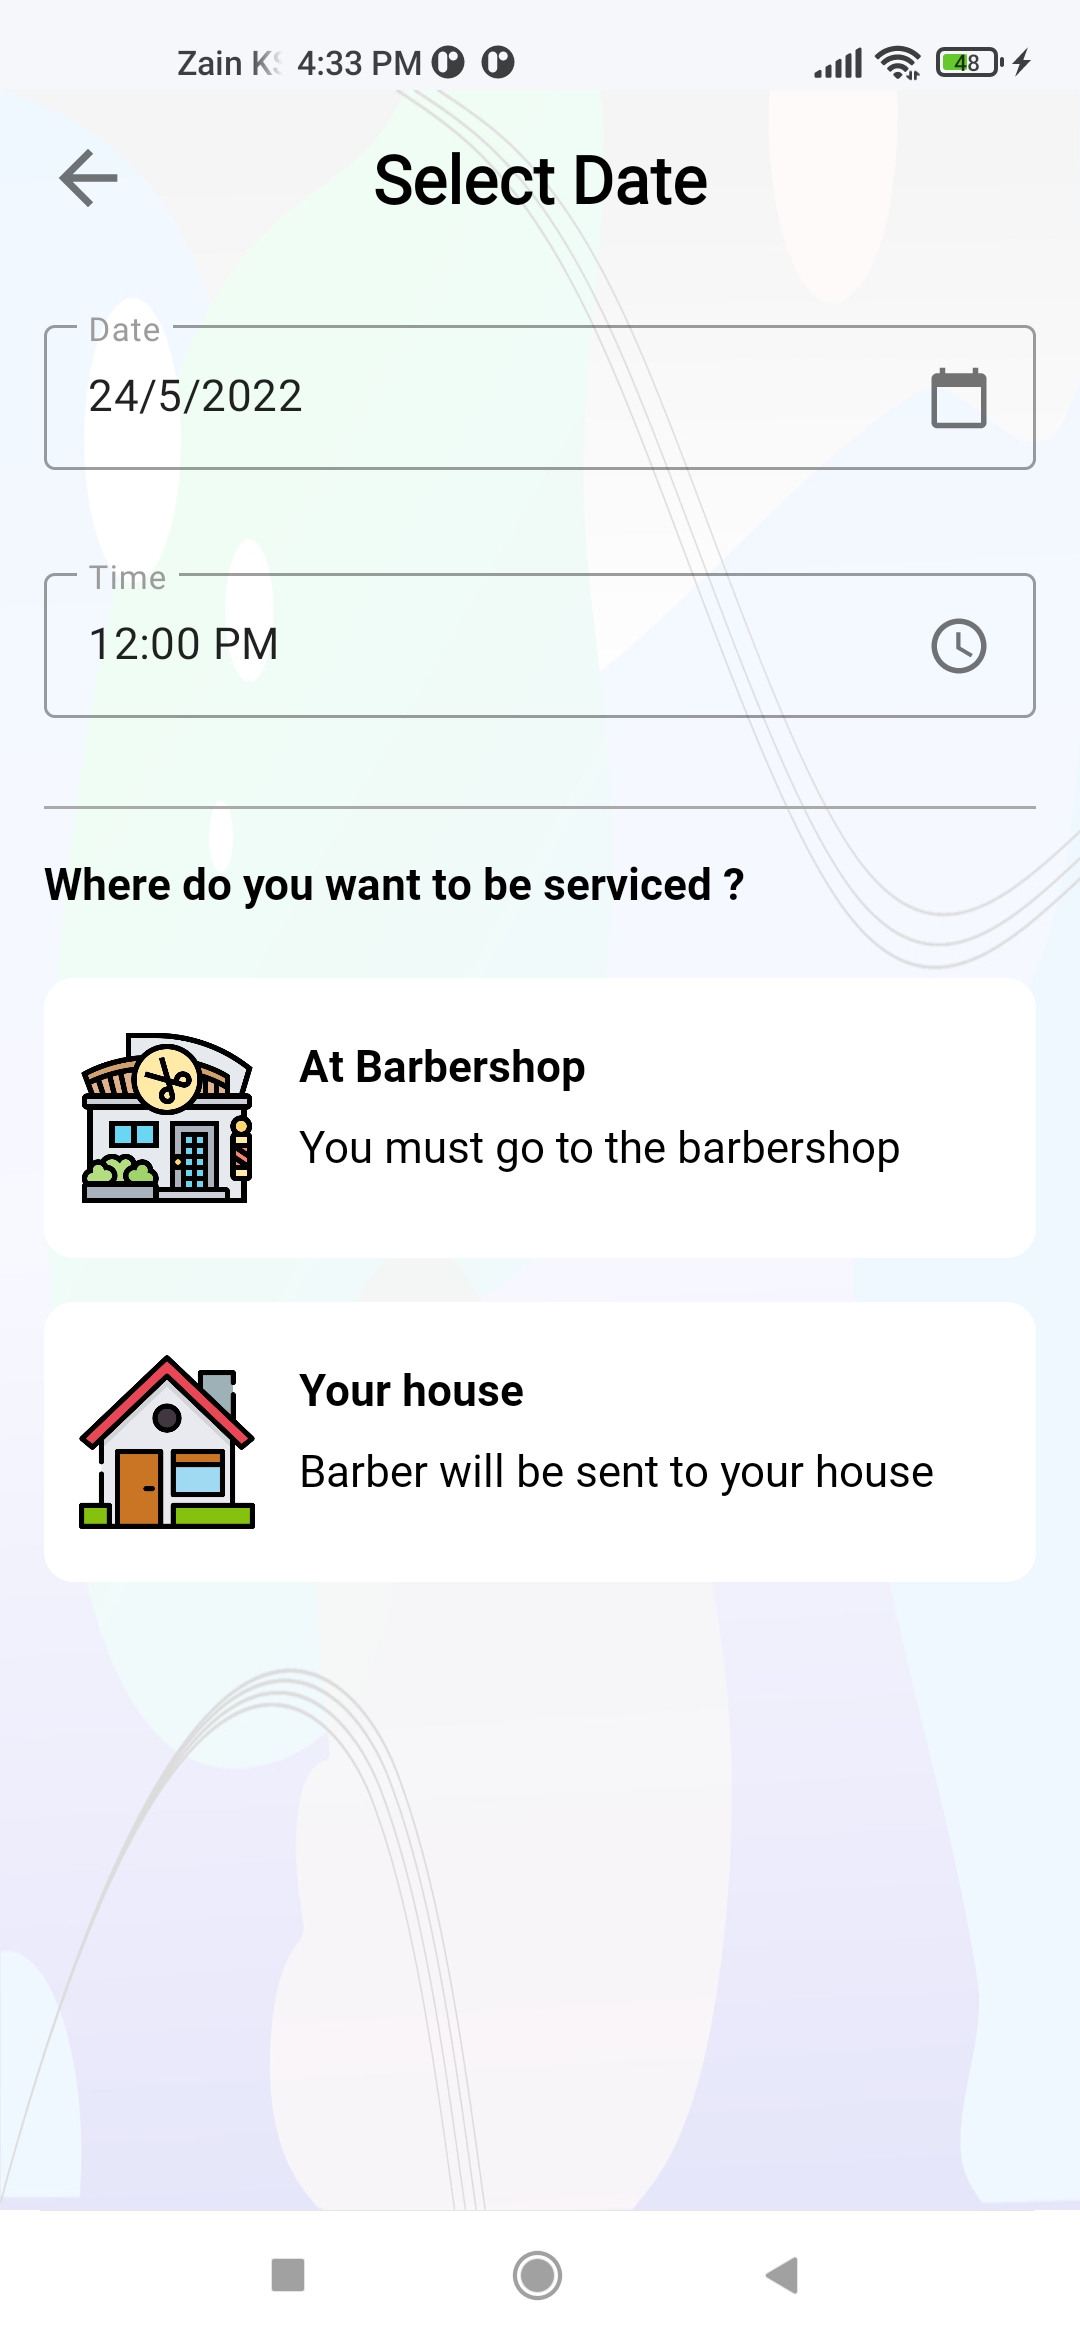 Zain K 4:33 PM 48
Select Date
Date
24/5/2022
Time
12:00 PM
Where do you want to be serviced ?
At Barbershop
You must go to the barbershop
Your house
Barber will be sent to your house